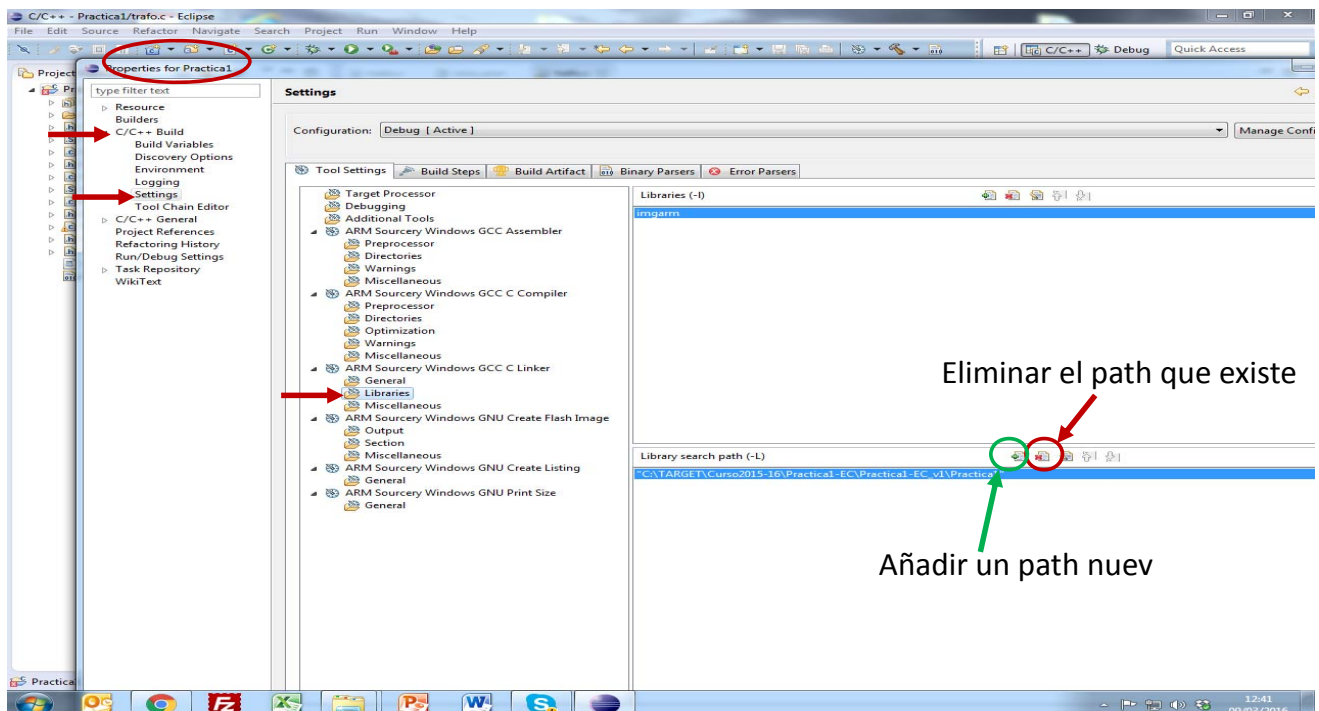 C/C++ - Practica1/trafo.c - Eclipse
File Edit Source Refactor Navigate Search Project Run Window Help
C/C++ Debug Quick Access
Project
Properties for Practica1
type filter text
Resource
Builders
C/C++ Build
Build Variables
Discovery Options
Environment
Logging
Settings
Tool Chain Editor
C/C++ General
Project References
Refactoring History
Run/Debug Settings
Task Repository
WikiText
Settings
Configuration: Debug [ Active ] Manage Confi
Tool Settings Build Steps Build Artifact Binary Parsers Error Parsers
Target Processor
Debugging
Additional Tools
ARM Sourcery Windows GCC Assembler
Preprocessor
Directories
Warnings
Miscellaneous
ARM Sourcery Windows GCC C Compiler
Preprocessor
Directories
Optimization
Warnings
Miscellaneous
ARM Sourcery Windows GCC C Linker
General
Libraries
Miscellaneous
ARM Sourcery Windows GNU Create Flash Image
Output
Section
Miscellaneous
ARM Sourcery Windows GNU Create Listing
General
ARM Sourcery Windows GNU Print Size
General
Libraries (-l)
imgarm
Eliminar el path que existe
Library search path (-L)
"C:\TARGET\Curso2015-16\Practica1-EC\Practica1-EC_v1\Practica1"
Añadir un path nuev
Practica
12:41